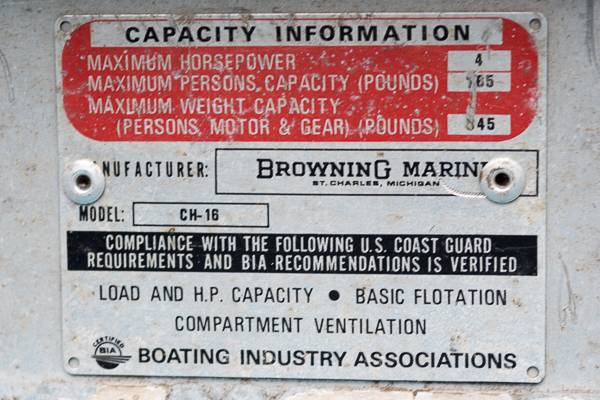 CAPACITY INFORMATION
MAXIMUM HORSEPOWER 4
MAXIMUM PERSONS CAPACITY (POUNDS)
MAXIMUM WEIGHT CAPACITY
(PERSONS, MOTOR & GEAR) (POUNDS)
MANUFACTURER: BROWNING MARINE
ST. CHARLES, MICHIGAN
MODEL: CH-16
COMPLIANCE WITH THE FOLLOWING U.S. COAST GUARD
REQUIREMENTS AND BIA RECOMMENDATIONS IS VERIFIED
LOAD AND H.P. CAPACITY • BASIC FLOTATION
COMPARTMENT VENTILATION
CERTIFIED
BIA
BOATING INDUSTRY ASSOCIATIONS